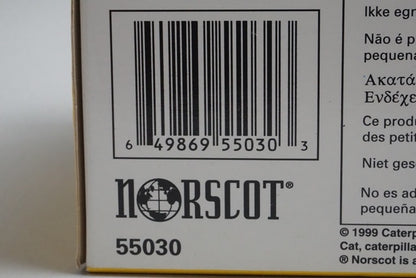 6 49869 55030 3
NORSCOT®
55030
Ikke egn
Não é p
pequena
Ακατά
Ενδέχε
Ce produ
des petit
Niet ges
No es ad
pequeña
© 1999 Caterp
Cat, caterpilla
® Norscot is a